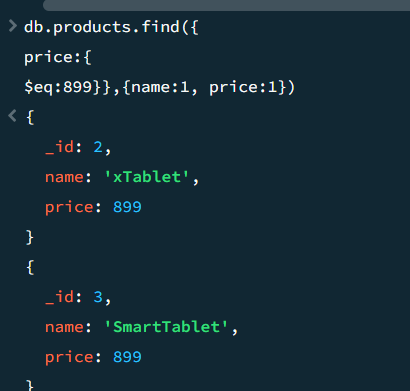 db.products.find({
price:{
$eq:899}},{name:1, price:1})
{
_id: 2,
name: 'xTablet',
price: 899
}
{
_id: 3,
name: 'SmartTablet',
price: 899
}